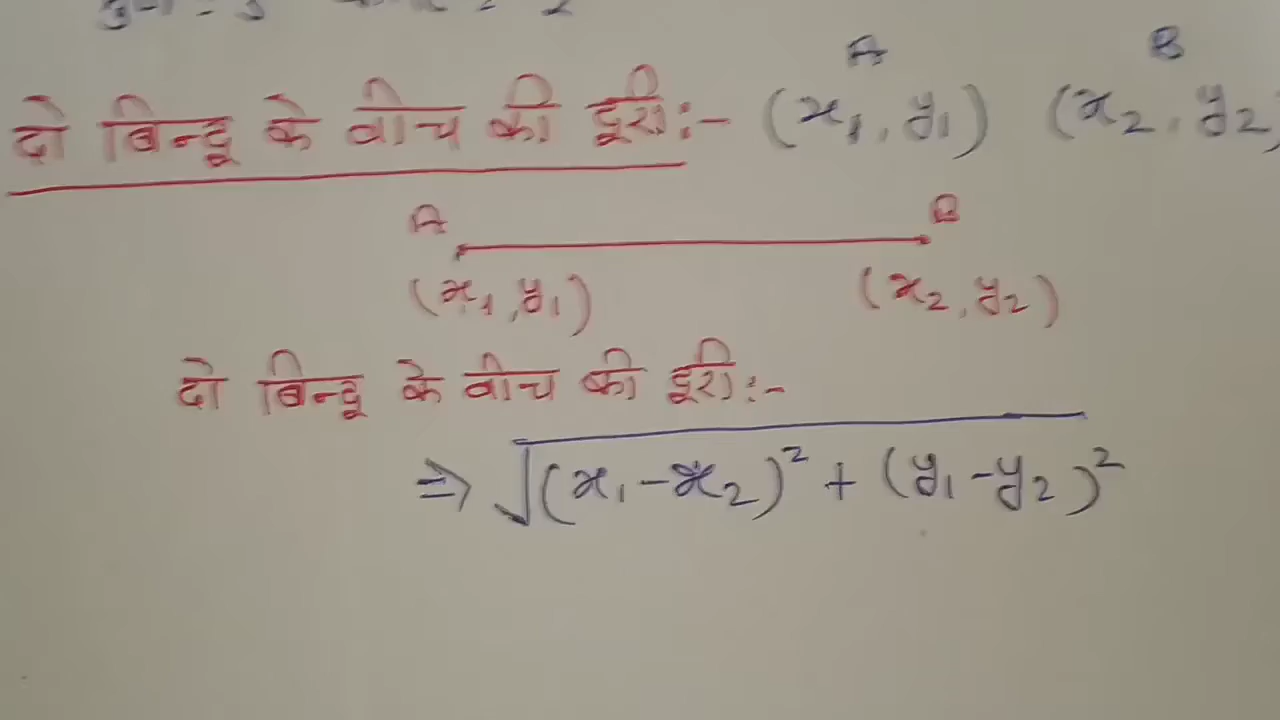 दो बिन्दू के बीच की दूरी:- (x₁, y₁) (x₂, y₂)
A B
A B
(x₁, y₁) (x₂, y₂)
दो बिन्दू के बीच की दूरी:-
⇒ √(x₁-x₂)² + (y₁-y₂)²